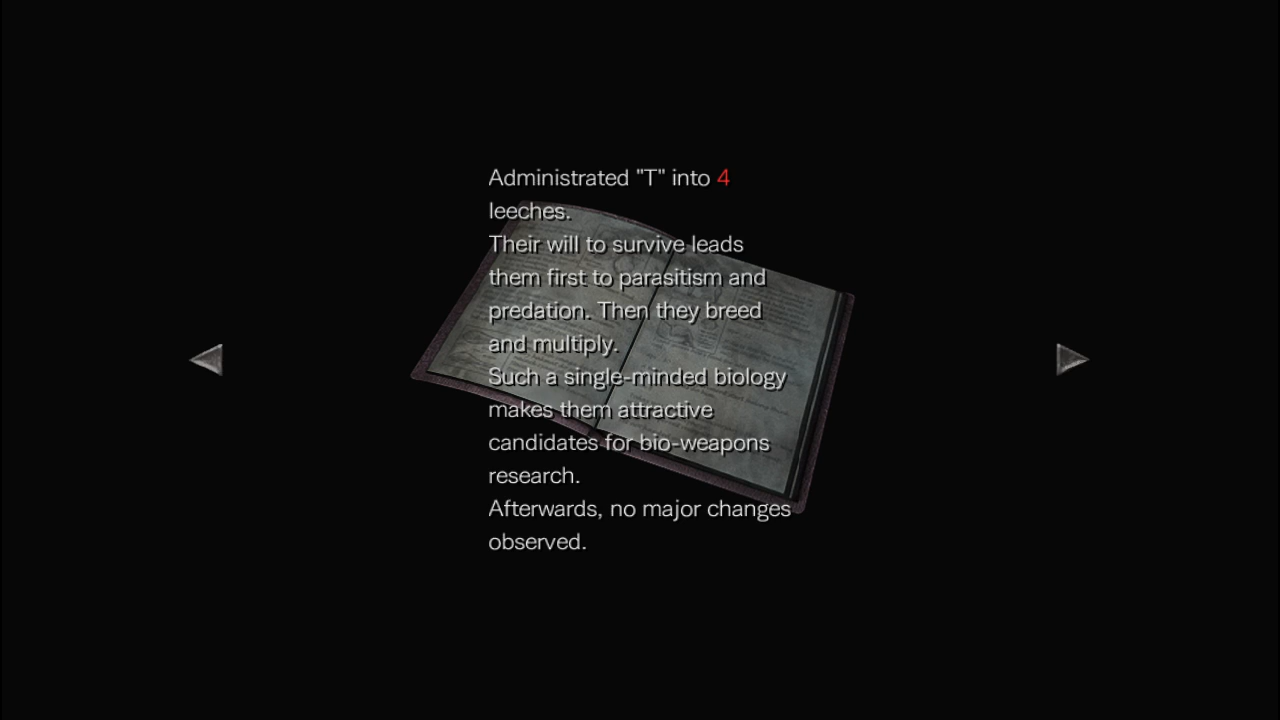 Administrated "T" into 4
leeches.
Their will to survive leads
them first to parasitism and
predation. Then they breed
and multiply.
Such a single-minded biology
makes them attractive
candidates for bio-weapons
research.
Afterwards, no major changes
observed.